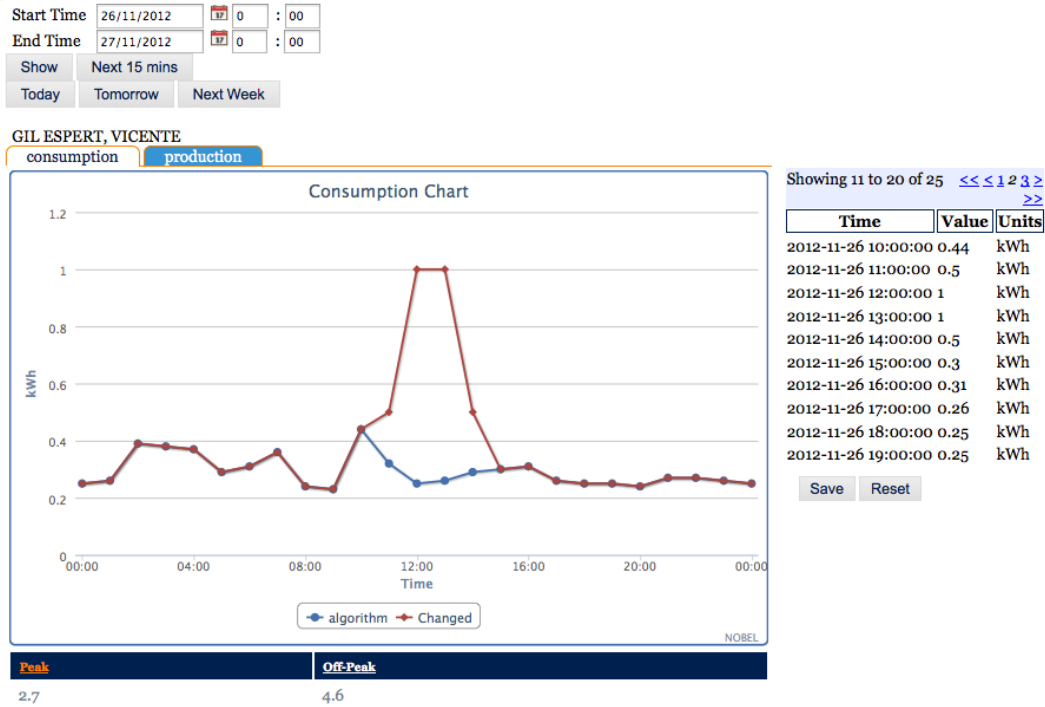 Start Time 26/11/2012 17 0 : 00
End Time 27/11/2012 17 0 : 00
Show Next 15 mins
Today Tomorrow Next Week
GIL ESPERT, VICENTE
consumption production
Consumption Chart
1.2
1
0.8
0.6
0.4
0.2
0
kWh
00:00 04:00 08:00 12:00 16:00 20:00 00:00
Time
algorithm Changed
NOBEL
Peak Off-Peak
2.7 4.6
Showing 11 to 20 of 25 << < 1 2 3 >
>>
Time Value Units
2012-11-26 10:00:00 0.44 kWh
2012-11-26 11:00:00 0.5 kWh
2012-11-26 12:00:00 1 kWh
2012-11-26 13:00:00 1 kWh
2012-11-26 14:00:00 0.5 kWh
2012-11-26 15:00:00 0.3 kWh
2012-11-26 16:00:00 0.31 kWh
2012-11-26 17:00:00 0.26 kWh
2012-11-26 18:00:00 0.25 kWh
2012-11-26 19:00:00 0.25 kWh
Save Reset